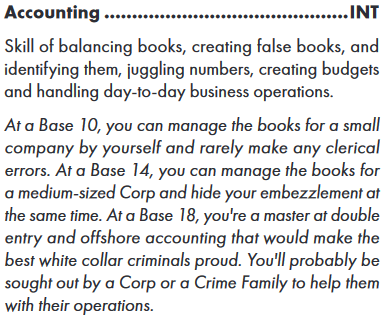 Accounting ............................................INT
Skill of balancing books, creating false books, and
identifying them, juggling numbers, creating budgets
and handling day-to-day business operations.
At a Base 10, you can manage the books for a small
company by yourself and rarely make any clerical
errors. At a Base 14, you can manage the books for
a medium-sized Corp and hide your embezzlement at
the same time. At a Base 18, you're a master at double
entry and offshore accounting that would make the
best white collar criminals proud. You'll probably be
sought out by a Corp or a Crime Family to help them
with their operations.